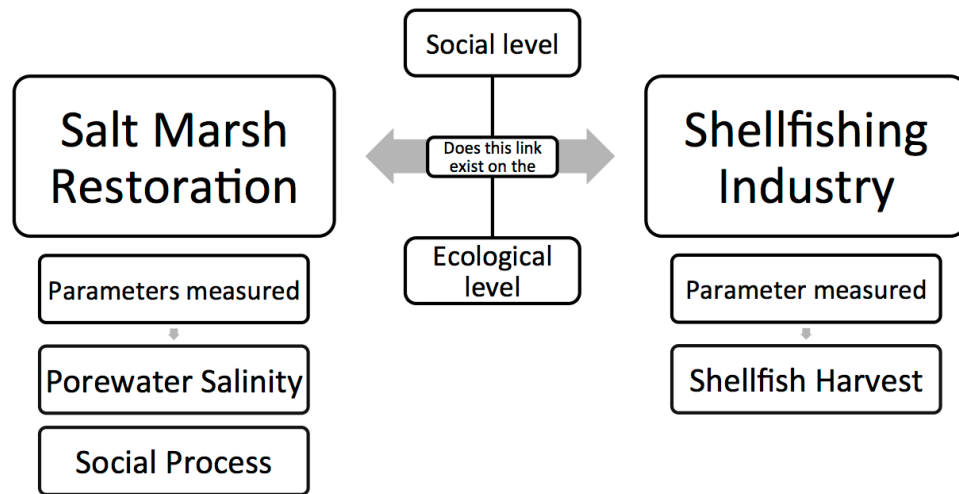 Social level
Salt Marsh
Restoration
Does this link
exist on the
Shellfishing
Industry
Ecological
level
Parameters measured
Porewater Salinity
Social Process
Parameter measured
Shellfish Harvest